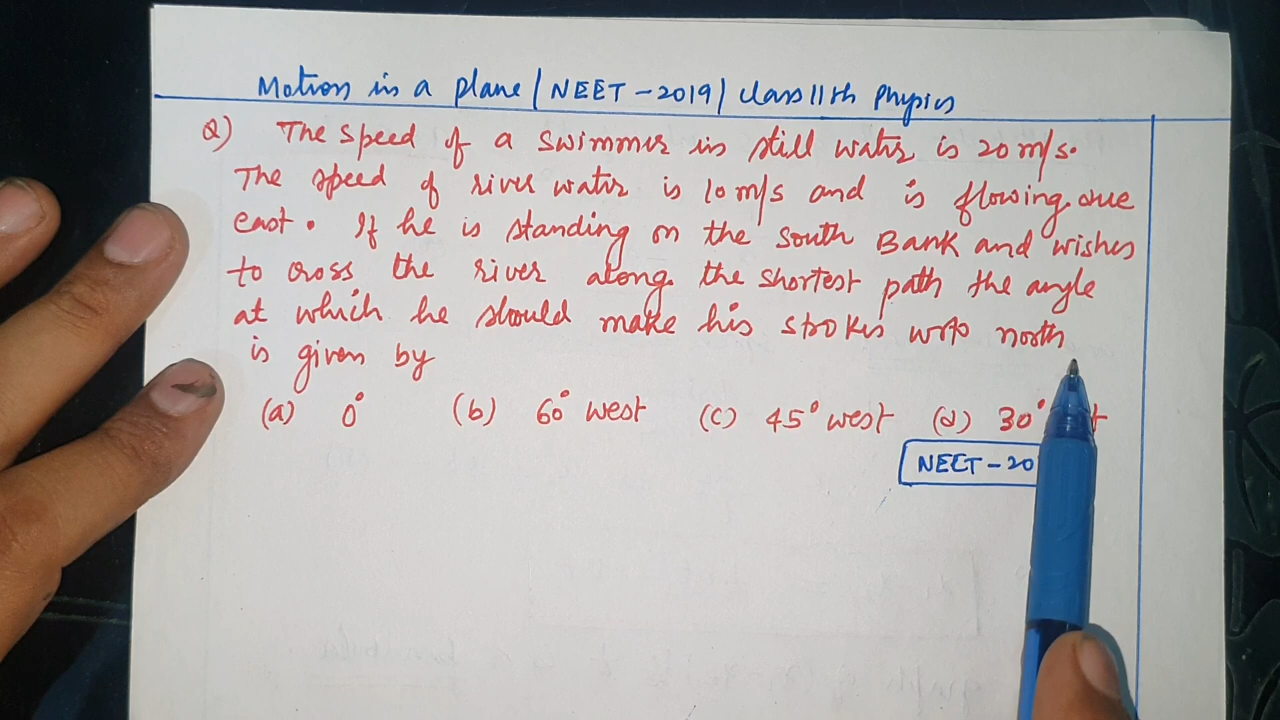 Motion in a plane / NEET - 2019 / class 11th Physics
Q) The speed of a swimmer in still water is 20 m/s.
The speed of river water is 10 m/s and is flowing due
east. If he is standing on the south Bank and wishes
to cross the river along the shortest path the angle
at which he should make his strokes wrto north
is given by
(a) 0° (b) 60° west (c) 45° west (d) 30°
NEET - 20